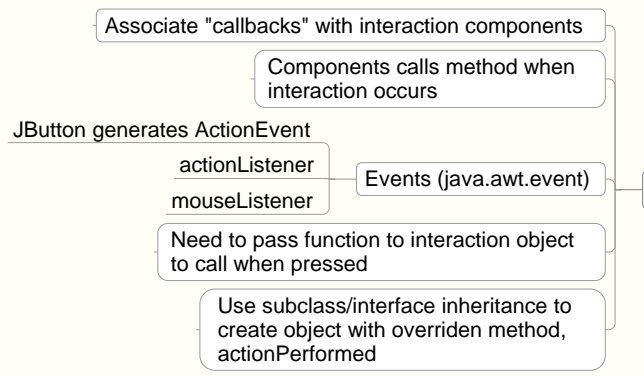 Associate "callbacks" with interaction components
Components calls method when
interaction occurs
JButton generates ActionEvent
actionListener
mouseListener
Events (java.awt.event)
Need to pass function to interaction object
to call when pressed
Use subclass/interface inheritance to
create object with overriden method,
actionPerformed